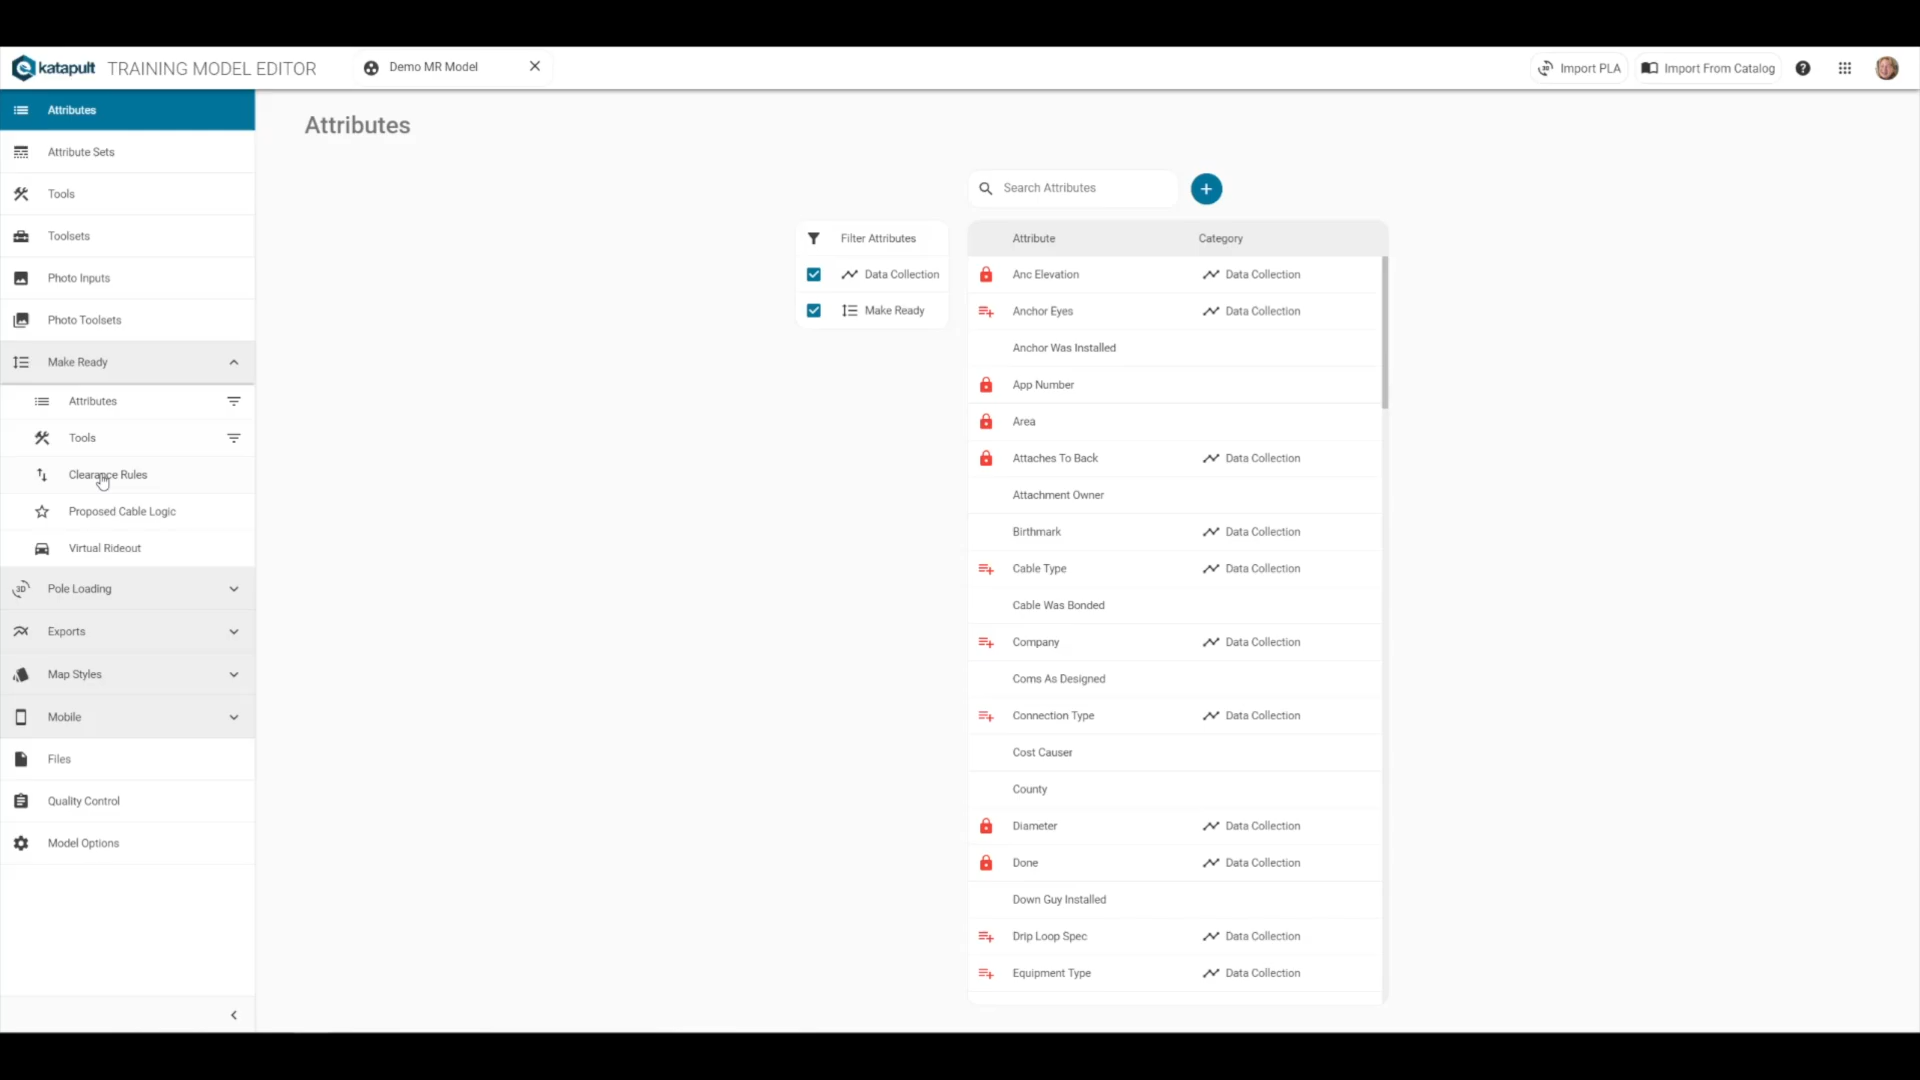 katapult TRAINING MODEL EDITOR
Demo MR Model
Import PLA
Import From Catalog
Attributes
Attribute Sets
Tools
Toolsets
Photo Inputs
Photo Toolsets
Make Ready
Attributes
Tools
Clearance Rules
Proposed Cable Logic
Virtual Rideout
3D Pole Loading
Exports
Map Styles
Mobile
Files
Quality Control
Model Options
Attributes
Search Attributes
Filter Attributes
Data Collection
Make Ready
Attribute Category
Anc Elevation Data Collection
Anchor Eyes Data Collection
Anchor Was Installed
App Number
Area
Attaches To Back Data Collection
Attachment Owner
Birthmark Data Collection
Cable Type Data Collection
Cable Was Bonded
Company Data Collection
Coms As Designed
Connection Type Data Collection
Cost Causer
County
Diameter Data Collection
Done Data Collection
Down Guy Installed
Drip Loop Spec Data Collection
Equipment Type Data Collection